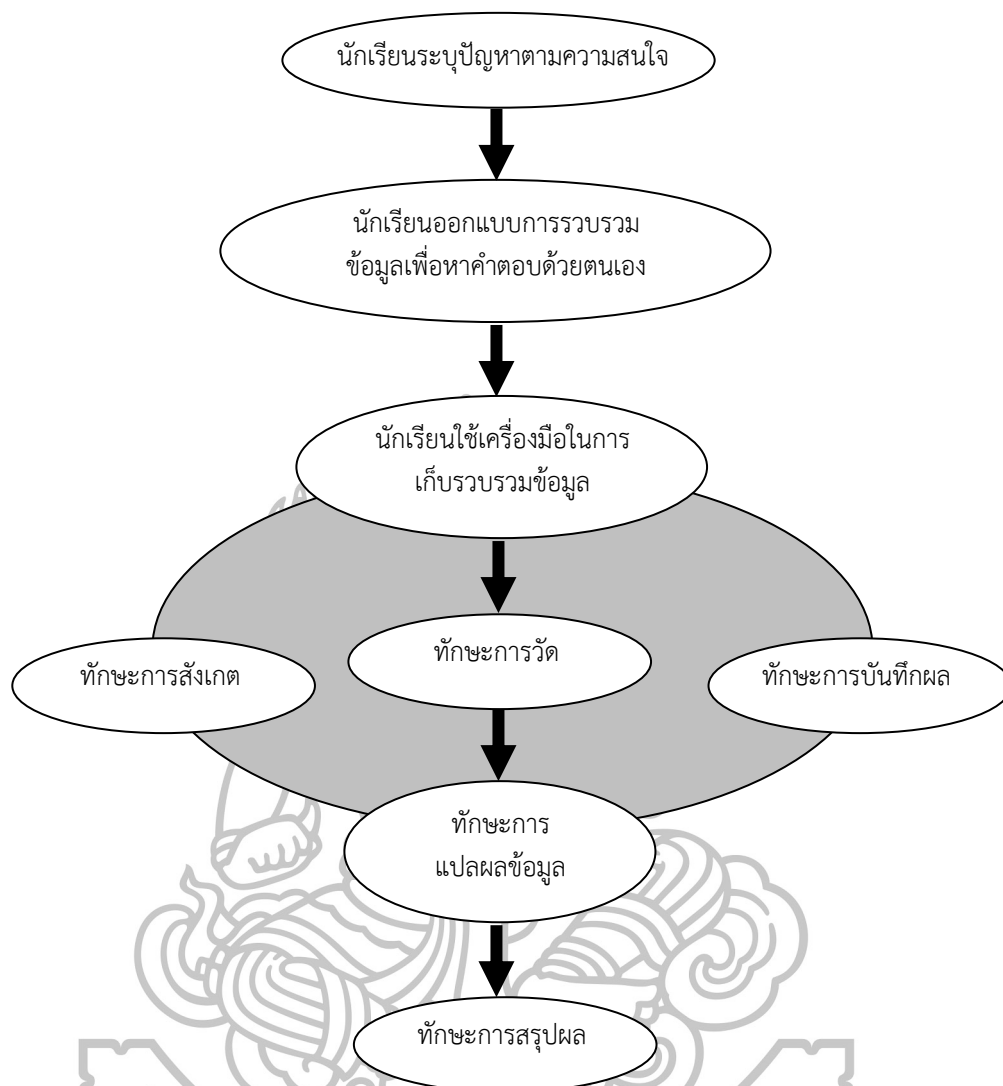 นักเรียนระบุปัญหาตามความสนใจ
นักเรียนออกแบบการรวบรวม
ข้อมูลเพื่อหาคำตอบด้วยตนเอง
นักเรียนใช้เครื่องมือในการ
เก็บรวบรวมข้อมูล
ทักษะการสังเกต
ทักษะการวัด
ทักษะการบันทึกผล
ทักษะการ
แปลผลข้อมูล
ทักษะการสรุปผล